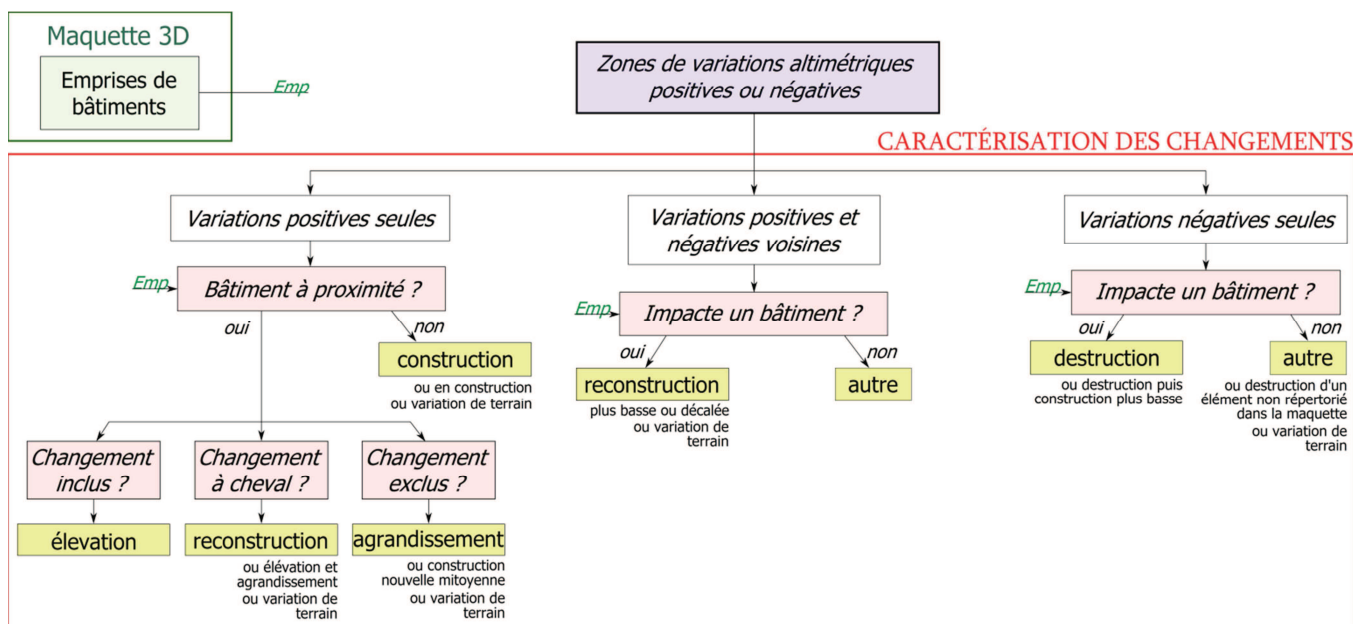 Maquette 3D
Emprises de
bâtiments
Emp
Zones de variations altimétriques
positives ou négatives
CARACTÉRISATION DES CHANGEMENTS
Variations positives seules
Emp
Bâtiment à proximité ?
oui
non
construction
ou en construction
ou variation de terrain
Changement
inclus ?
élevation
Changement
à cheval ?
reconstruction
ou élévation et
agrandissement
ou variation de
terrain
Changement
exclus ?
agrandissement
ou construction
nouvelle mitoyenne
ou variation de
terrain
Variations positives et
négatives voisines
Emp
Impacte un bâtiment ?
oui
non
reconstruction
plus basse ou décalée
ou variation de
terrain
autre
Variations négatives seules
Emp
Impacte un bâtiment ?
oui
non
destruction
ou destruction puis
construction plus basse
autre
ou destruction d'un
élément non répertorié
dans la maquette
ou variation de
terrain